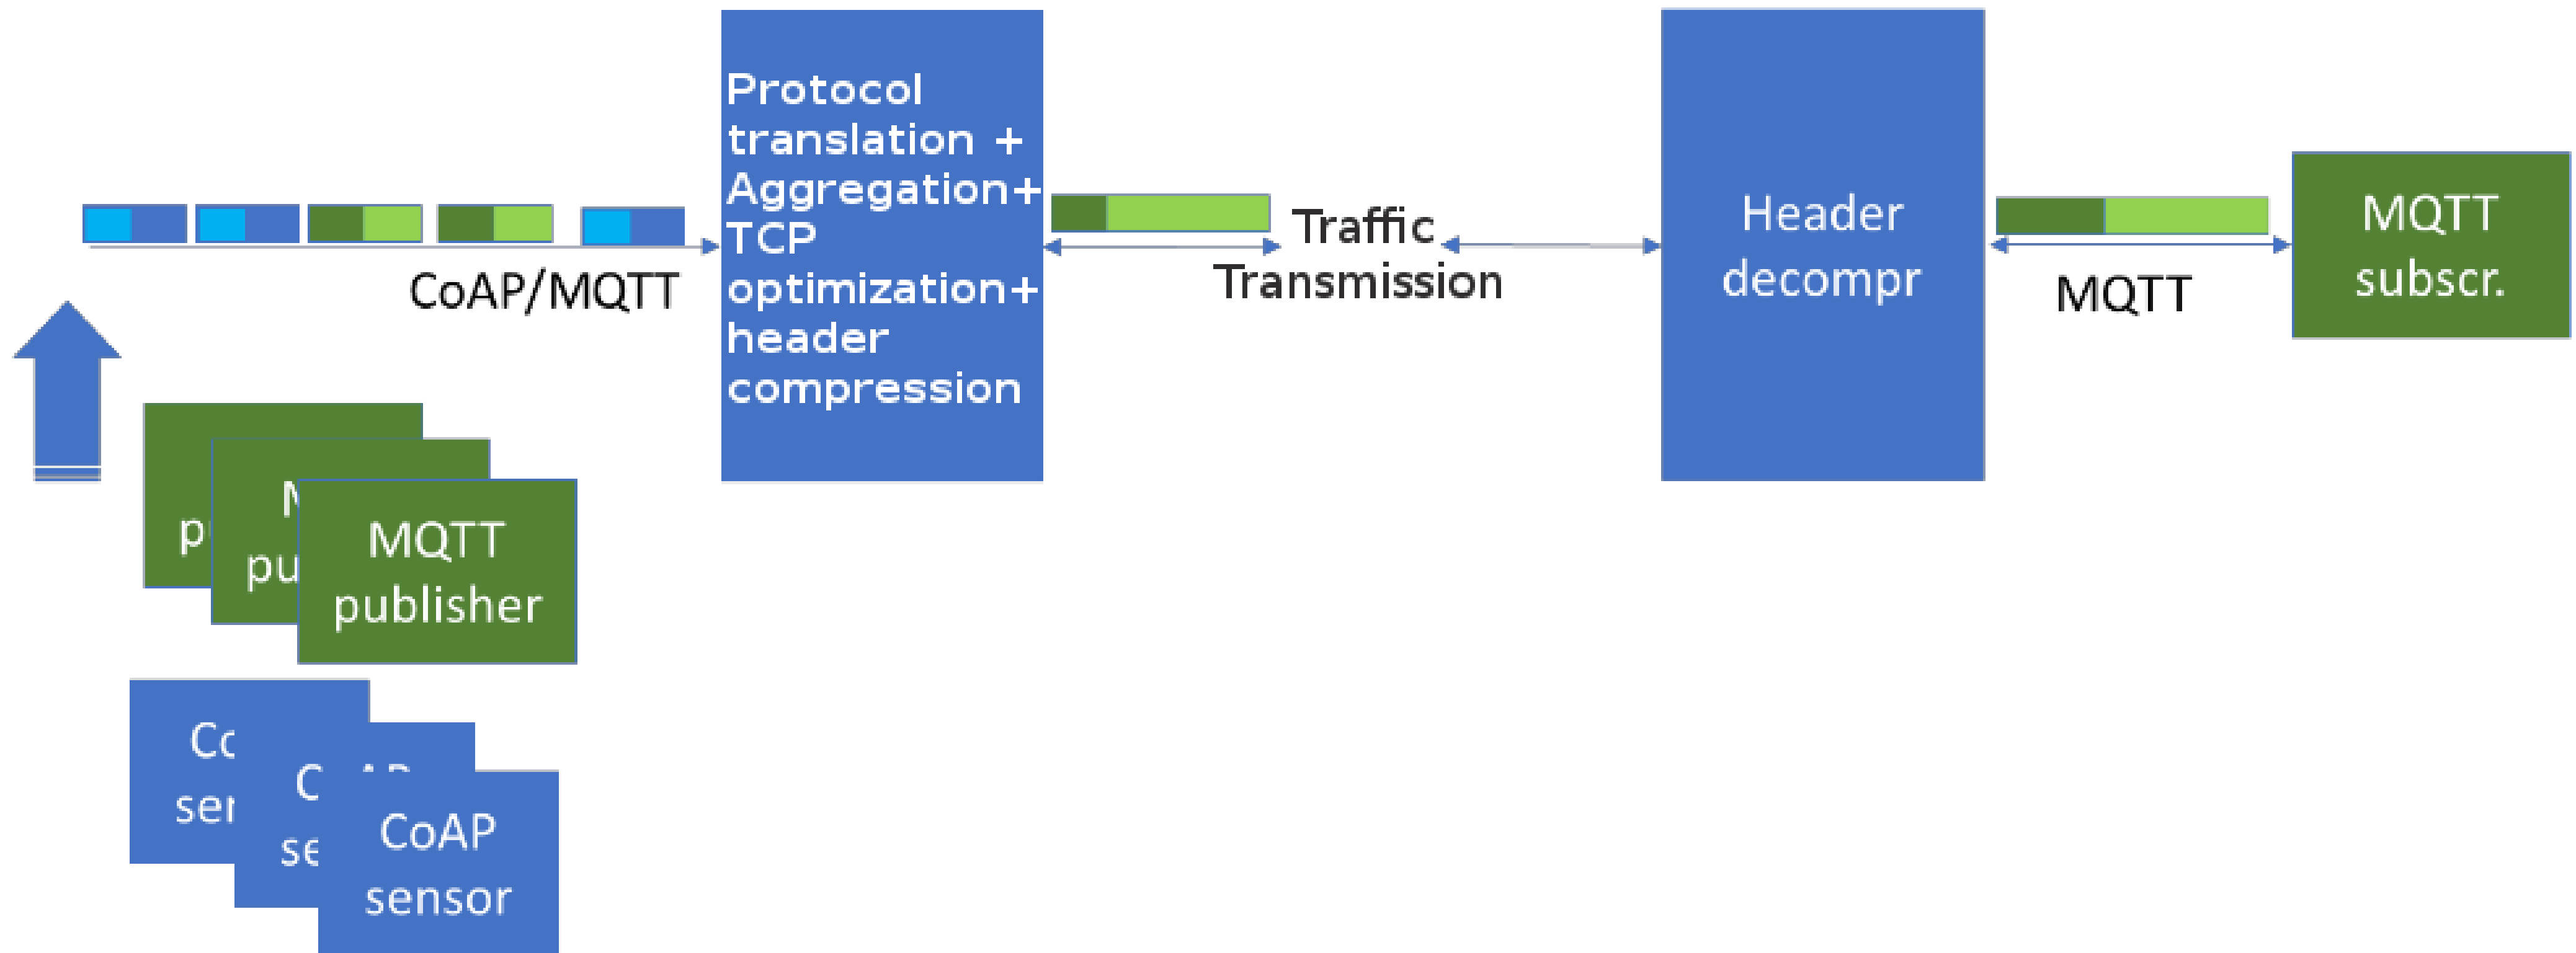 Protocol
translation +
Aggregation+
TCP
optimization+
header
compression
CoAP/MQTT
Traffic
Transmission
Header
decompr
MQTT
MQTT
subscr.
MQTT
publisher
CoAP
sensor